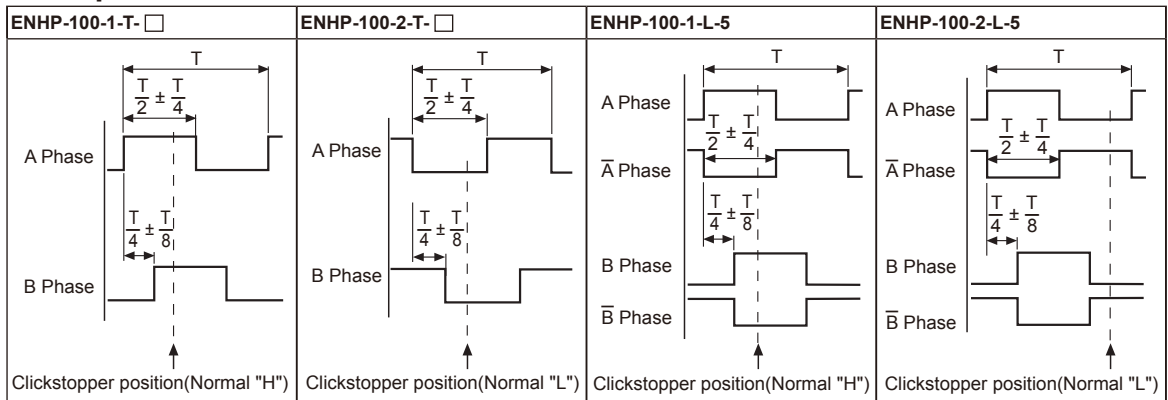 ENHP-100-1-T-□
T
T/2 ± T/4
A Phase
T/4 ± T/8
B Phase
Clickstopper position(Normal "H")
ENHP-100-2-T-□
T
T/2 ± T/4
A Phase
T/4 ± T/8
B Phase
Clickstopper position(Normal "L")
ENHP-100-1-L-5
T
A Phase
T/2 ± T/4
A̅ Phase
T/4 ± T/8
B Phase
B̅ Phase
Clickstopper position(Normal "H")
ENHP-100-2-L-5
T
A Phase
T/2 ± T/4
A̅ Phase
T/4 ± T/8
B Phase
B̅ Phase
Clickstopper position(Normal "L")